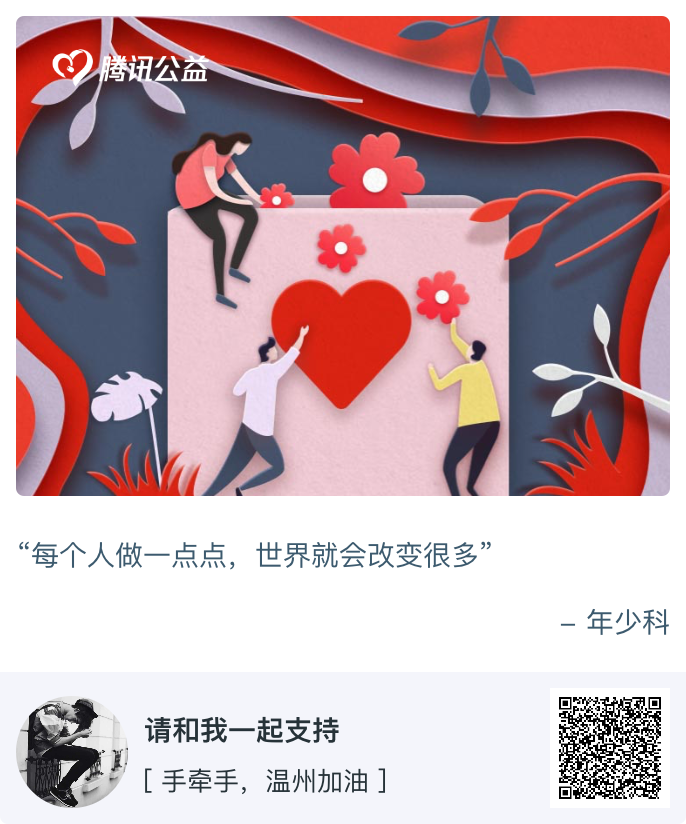 腾讯公益
“每个人做一点点，世界就会改变很多”
– 年少科
请和我一起支持
[ 手牵手，温州加油 ]